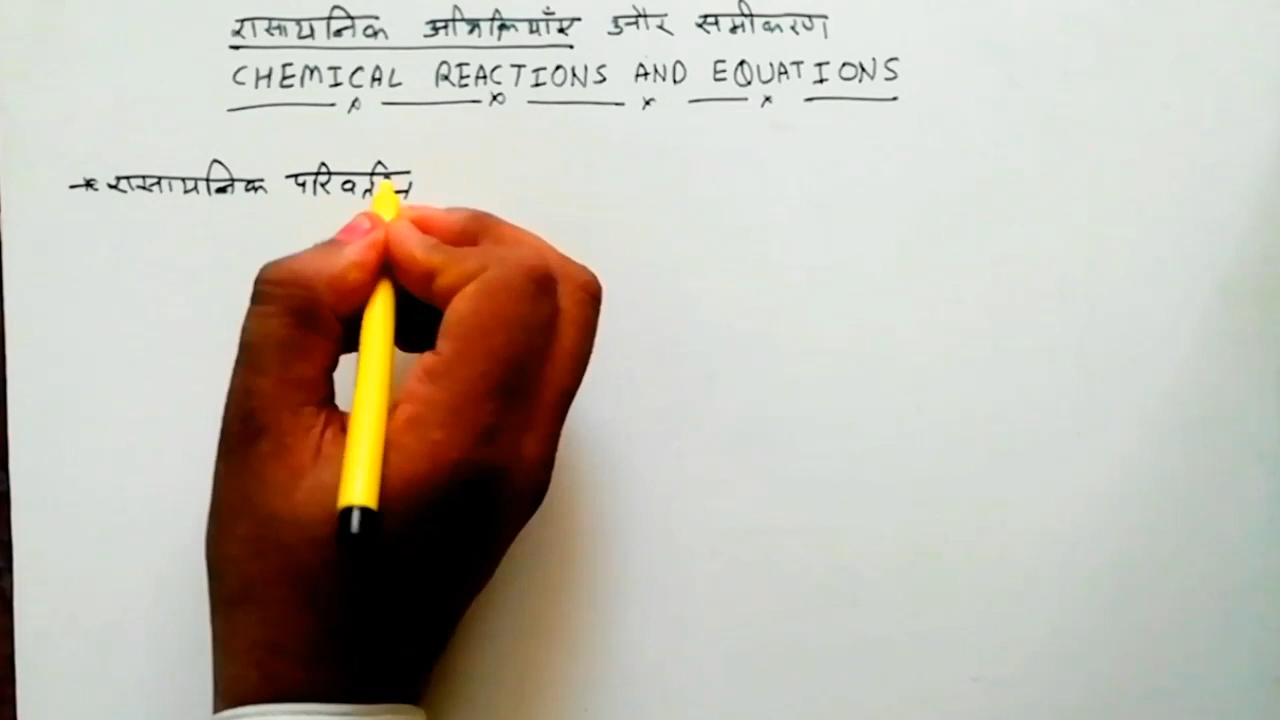 रासायनिक अभिक्रियाँए और समीकरण
CHEMICAL REACTIONS AND EQUATIONS
* रासायनिक परिवर्तन